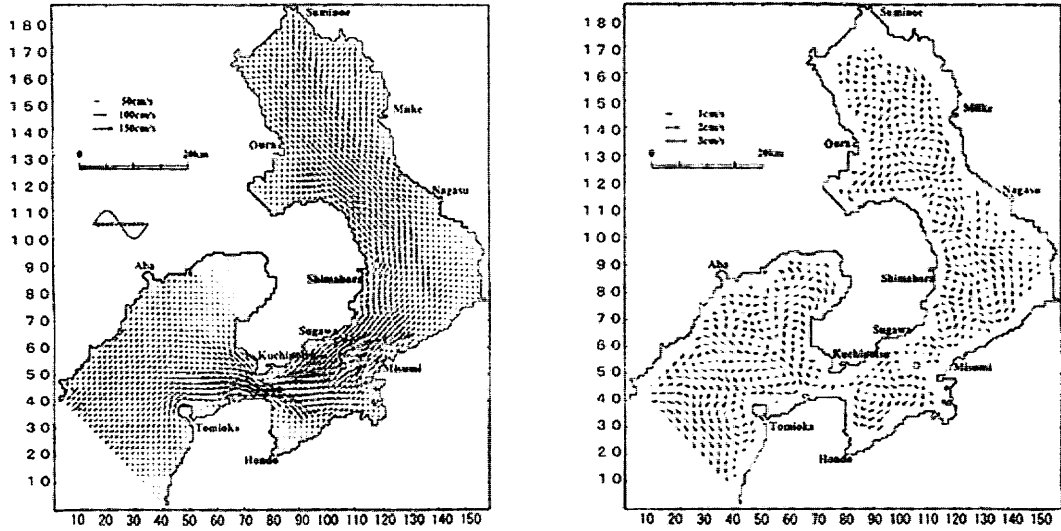 180
170
160
150
140
130
120
110
100
90
80
70
60
50
40
30
20
10
10 20 30 40 50 60 70 80 90 100 110 120 130 140 150
Suminoe
50cm/s
100cm/s
150cm/s
0 20km
Miike
Oura
Nagasu
Aba
Shimabara
Sugawa
Kuchinotsu
Misumi
Tomioka
Hondo
180
170
160
150
140
130
120
110
100
90
80
70
60
50
40
30
20
10
10 20 30 40 50 60 70 80 90 100 110 120 130 140 150
Suminoe
1cm/s
2cm/s
3cm/s
0 20km
Miike
Oura
Nagasu
Aba
Shimabara
Sugawa
Kuchinotsu
Misumi
Tomioka
Hondo